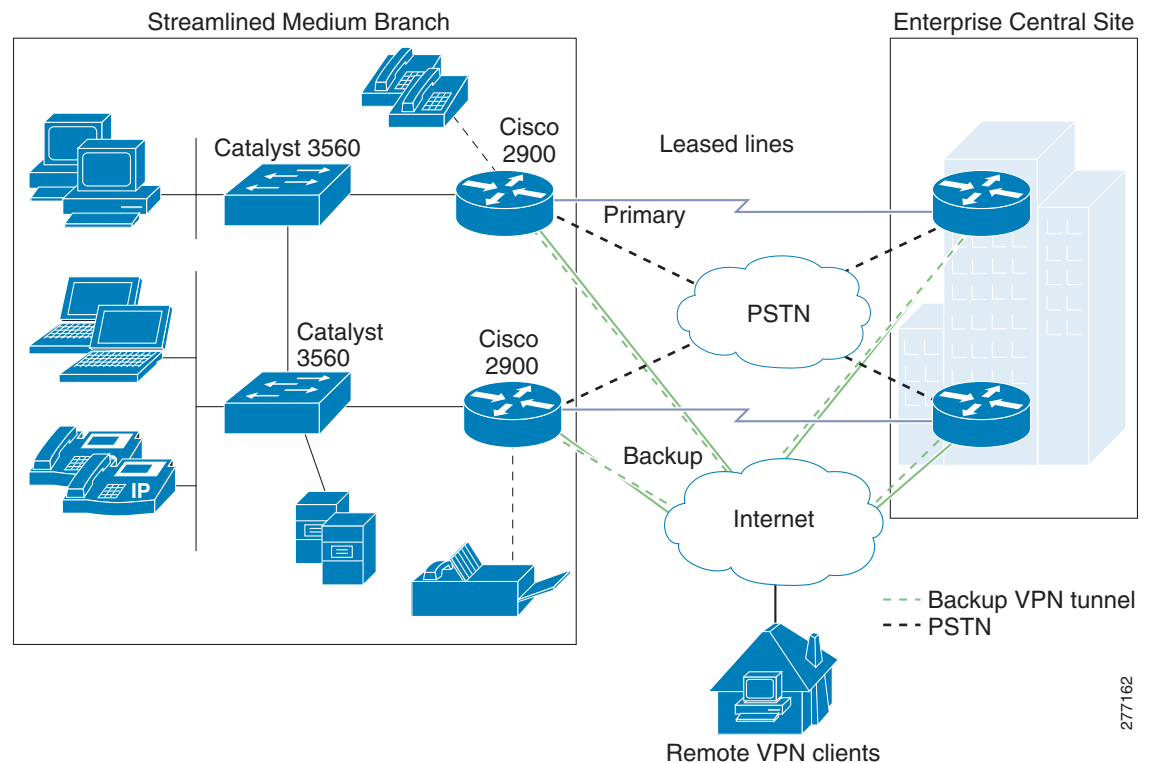 Streamlined Medium Branch
Enterprise Central Site
Catalyst 3560
Cisco
2900
Leased lines
Primary
PSTN
Catalyst
3560
Cisco
2900
Backup
IP
Internet
Backup VPN tunnel
PSTN
Remote VPN clients
277162